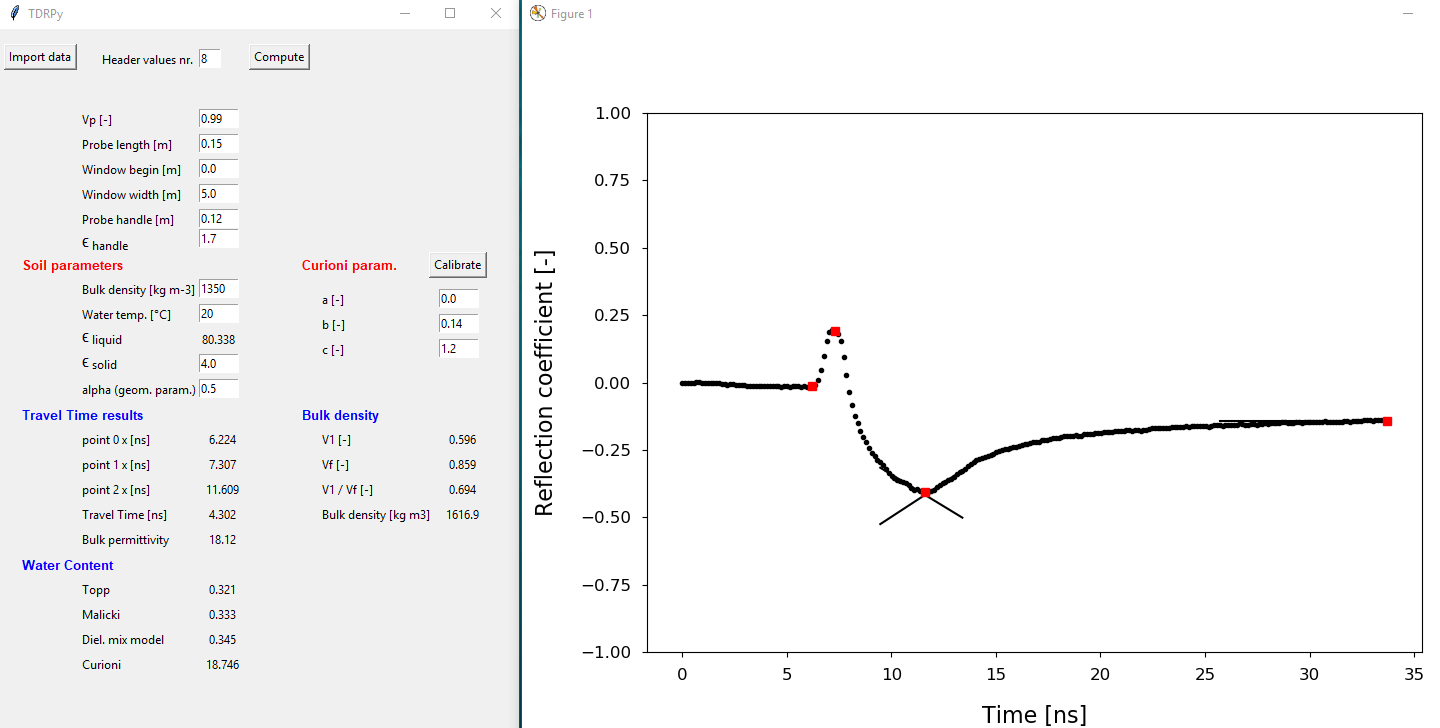 TDRPy
Import data
Header values nr. 8
Compute
Vp [-] 0.99
Probe length [m] 0.15
Window begin [m] 0.0
Window width [m] 5.0
Probe handle [m] 0.12
ϵ handle 1.7
Soil parameters
Bulk density [kg m-3] 1350
Water temp. [°C] 20
ϵ liquid 80.338
ϵ solid 4.0
alpha (geom. param.) 0.5
Curioni param.
Calibrate
a [-] 0.0
b [-] 0.14
c [-] 1.2
Travel Time results
point 0 x [ns] 6.224
point 1 x [ns] 7.307
point 2 x [ns] 11.609
Travel Time [ns] 4.302
Bulk permittivity 18.12
Bulk density
V1 [-] 0.596
Vf [-] 0.859
V1 / Vf [-] 0.694
Bulk density [kg m3] 1616.9
Water Content
Topp 0.321
Malicki 0.333
Diel. mix model 0.345
Curioni 18.746
Figure 1
Reflection coefficient [-]
1.00
0.75
0.50
0.25
0.00
−0.25
−0.50
−0.75
−1.00
0 5 10 15 20 25 30 35
Time [ns]